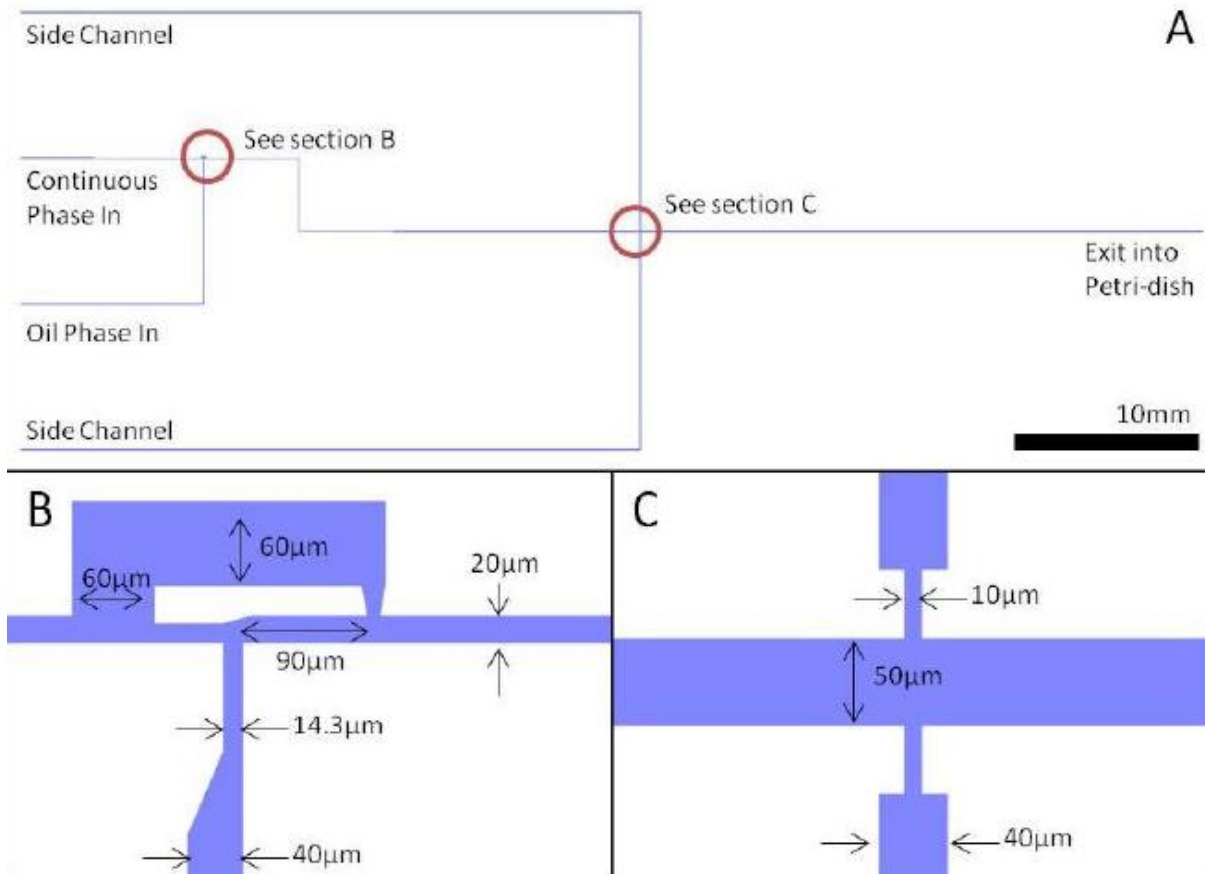 Side Channel
A
See section B
Continuous
Phase In
See section C
Exit into
Petri-dish
Oil Phase In
10mm
Side Channel
B
60µm
60µm
20µm
90µm
14.3µm
40µm
C
10µm
50µm
40µm